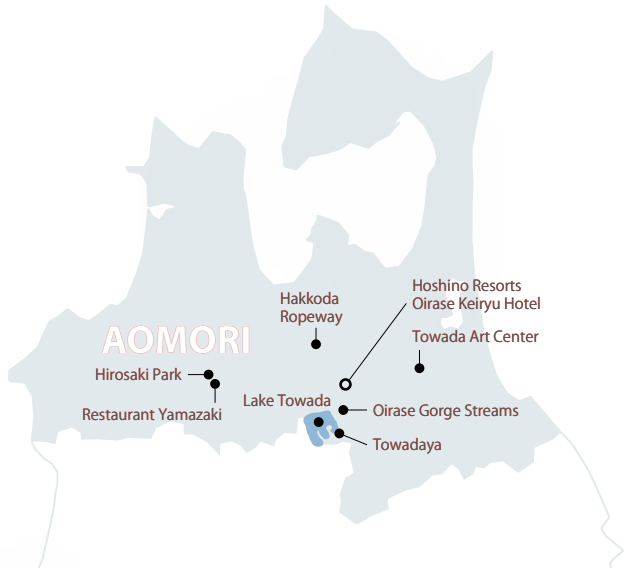 Hoshino Resorts
Oirase Keiryu Hotel
Hakkoda
Ropeway
AOMORI
Towada Art Center
Hirosaki Park
Restaurant Yamazaki
Lake Towada
Oirase Gorge Streams
Towadaya